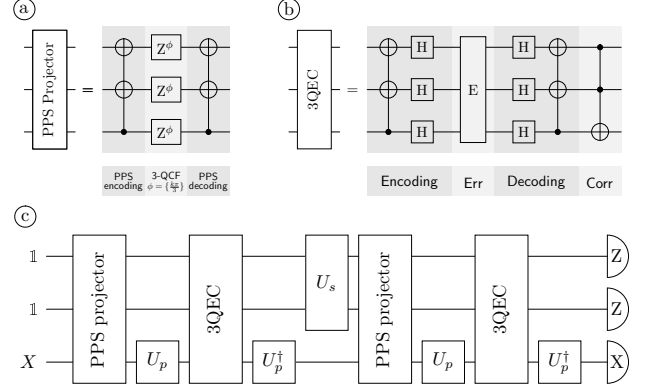 a
PPS Projector
=
Z^ϕ
Z^ϕ
Z^ϕ
PPS encoding
3-QCF ϕ = {kπ/3}
PPS decoding
b
3QEC
=
H
H
H
E
H
H
H
Encoding
Err
Decoding
Corr
c
𝟙
𝟙
X
PPS projector
U_p
3QEC
U_p^†
U_s
PPS projector
U_p
3QEC
U_p^†
Z
Z
X